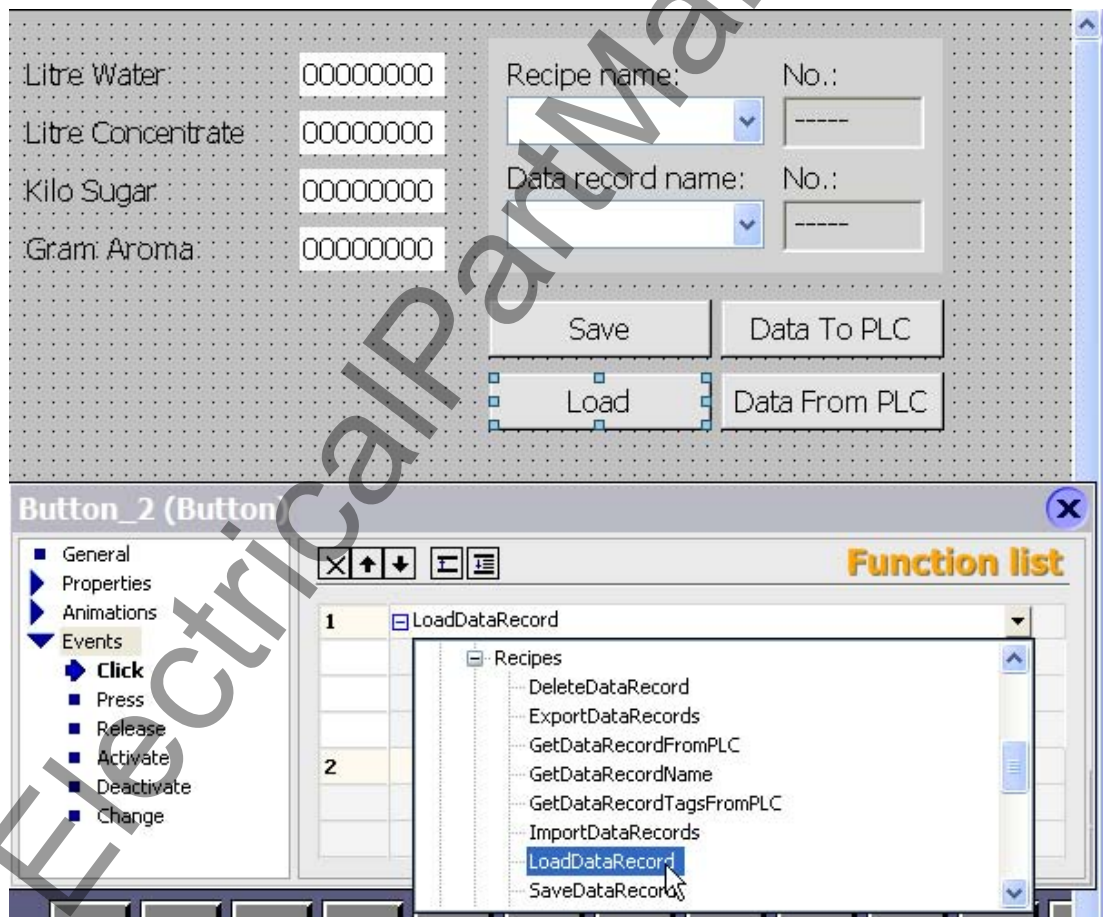 Litre Water: 00000000
Litre Concentrate 00000000
Kilo Sugar: 00000000
Gram Aroma: 00000000
Recipe name: No.:
-----
Data record name: No.:
-----
Save Data To PLC
Load Data From PLC
Button_2 (Button)
General
Properties
Animations
Events
Click
Press
Release
Activate
Deactivate
Change
Function list
1 LoadDataRecord
Recipes
DeleteDataRecord
ExportDataRecords
GetDataRecordFromPLC
GetDataRecordName
GetDataRecordTagsFromPLC
ImportDataRecords
LoadDataRecord
SaveDataRecord
2